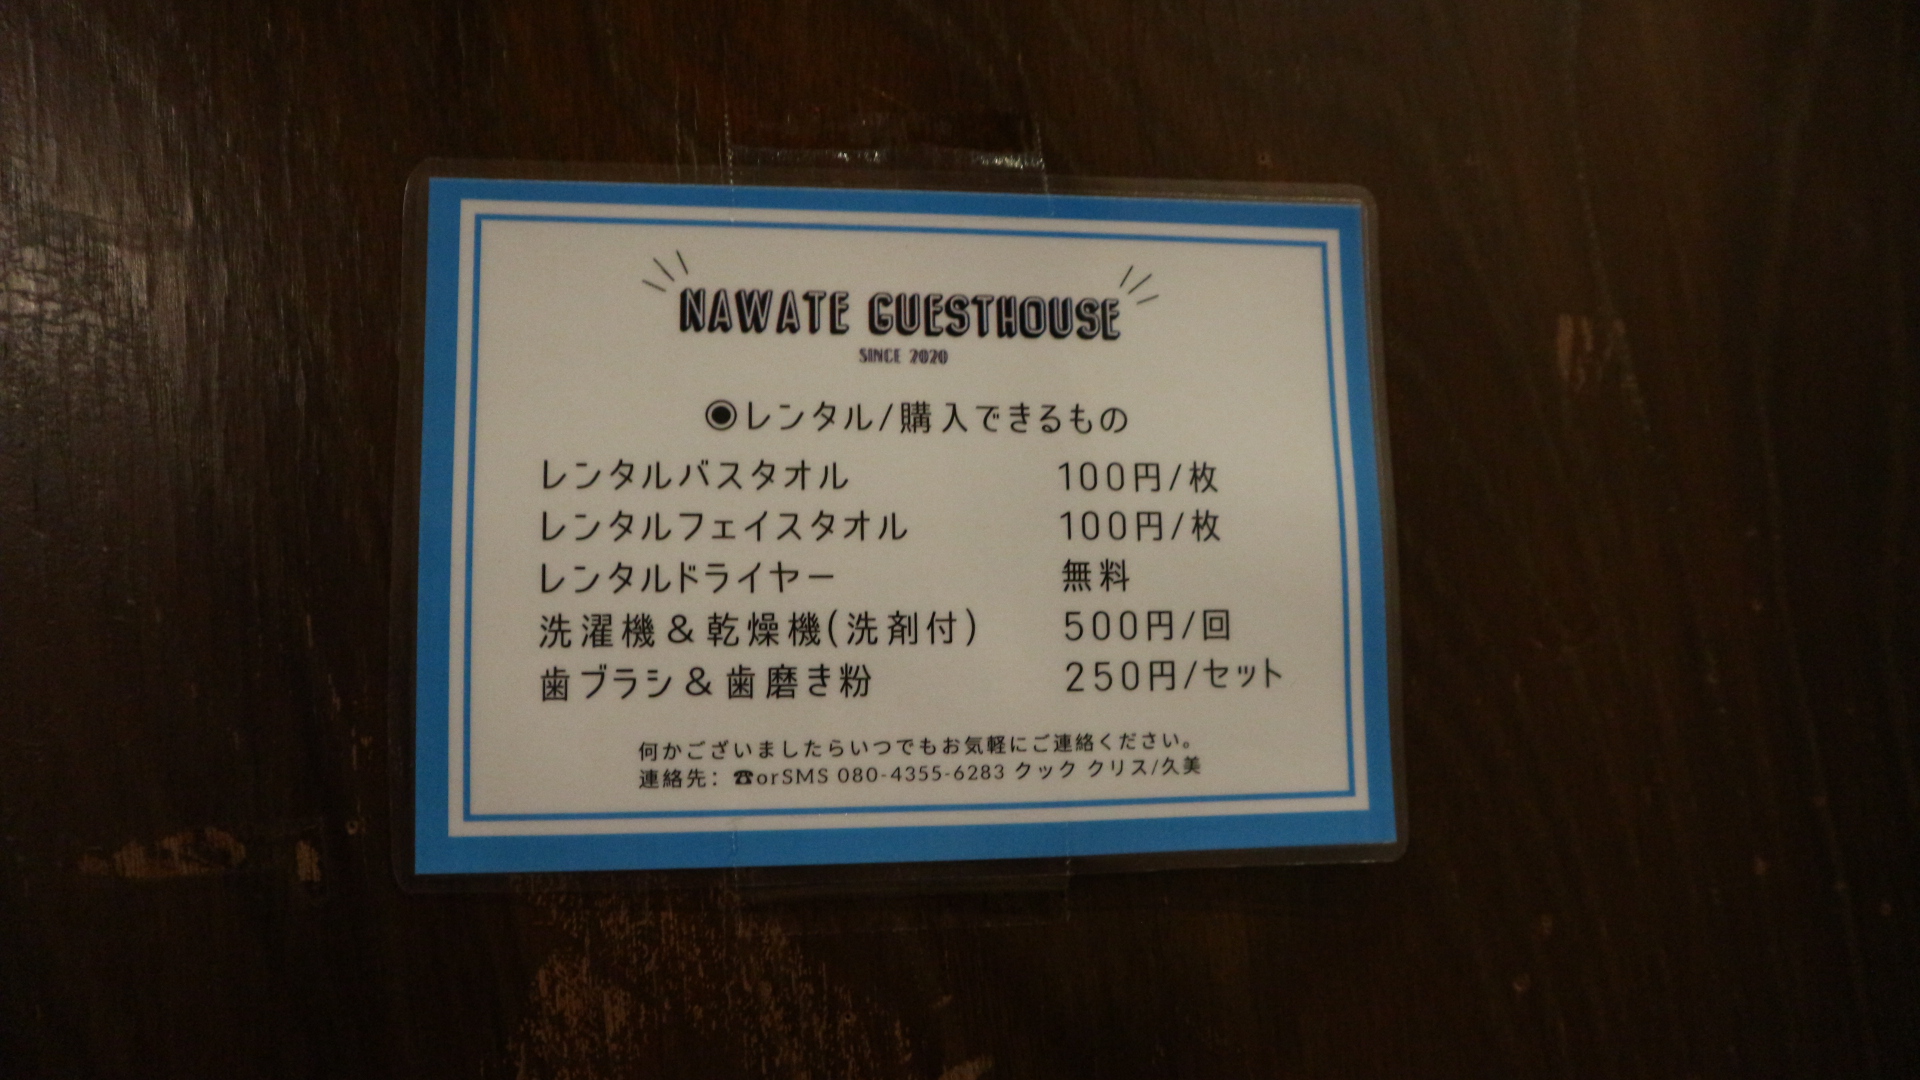 NAWATE GUESTHOUSE
SINCE 2020
◉レンタル/購入できるもの
レンタルバスタオル 100円/枚
レンタルフェイスタオル 100円/枚
レンタルドライヤー 無料
洗濯機&乾燥機(洗剤付) 500円/回
歯ブラシ&歯磨き粉 250円/セット
何かございましたらいつでもお気軽にご連絡ください。
連絡先: ☎orSMS 080-4355-6283 クック クリス/久美